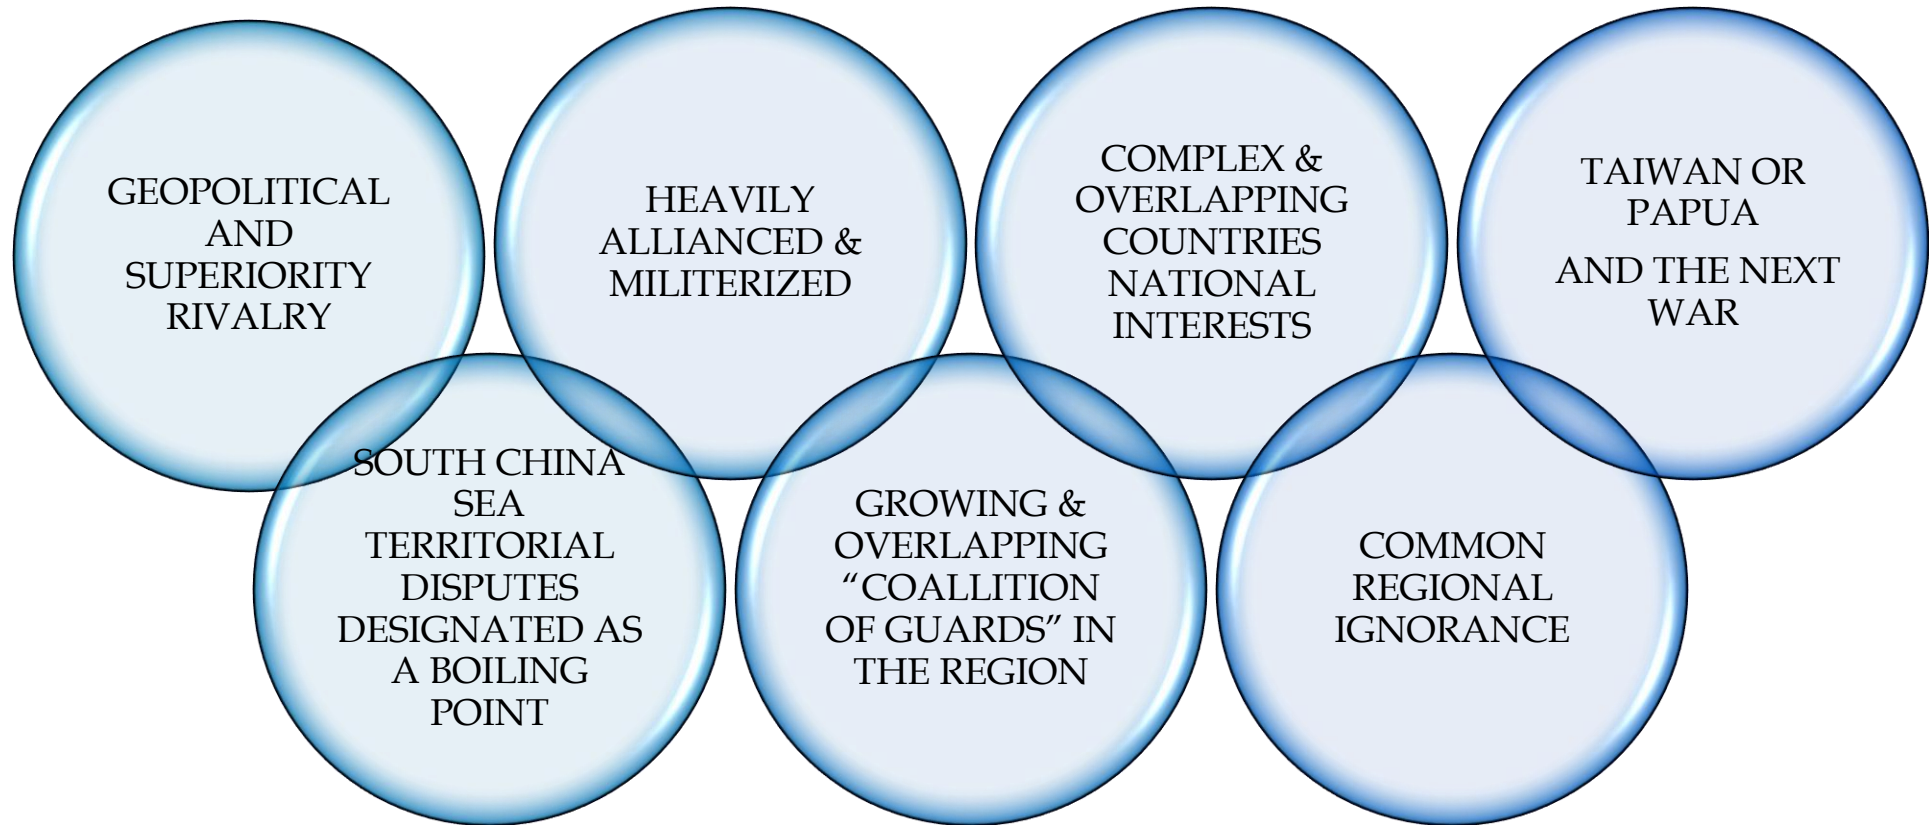 GEOPOLITICAL
AND
SUPERIORITY
RIVALRY
SOUTH CHINA
SEA
TERRITORIAL
DISPUTES
DESIGNATED AS
A BOILING
POINT
HEAVILY
ALLIANCED &
MILITERIZED
GROWING &
OVERLAPPING
“COALLITION
OF GUARDS” IN
THE REGION
COMPLEX &
OVERLAPPING
COUNTRIES
NATIONAL
INTERESTS
COMMON
REGIONAL
IGNORANCE
TAIWAN OR
PAPUA
AND THE NEXT
WAR